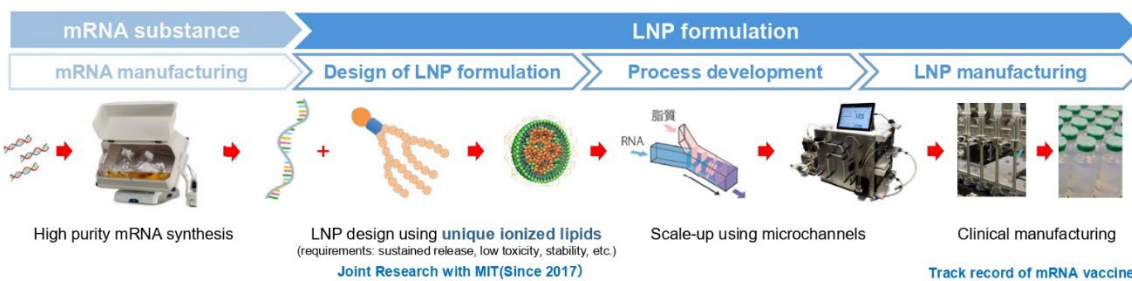 mRNA substance
LNP formulation
mRNA manufacturing
Design of LNP formulation
Process development
LNP manufacturing
+
脂質
RNA
High purity mRNA synthesis
LNP design using unique ionized lipids
(requirements: sustained release, low toxicity, stability, etc.)
Joint Research with MIT(Since 2017）
Scale-up using microchannels
Clinical manufacturing
Track record of mRNA vaccine